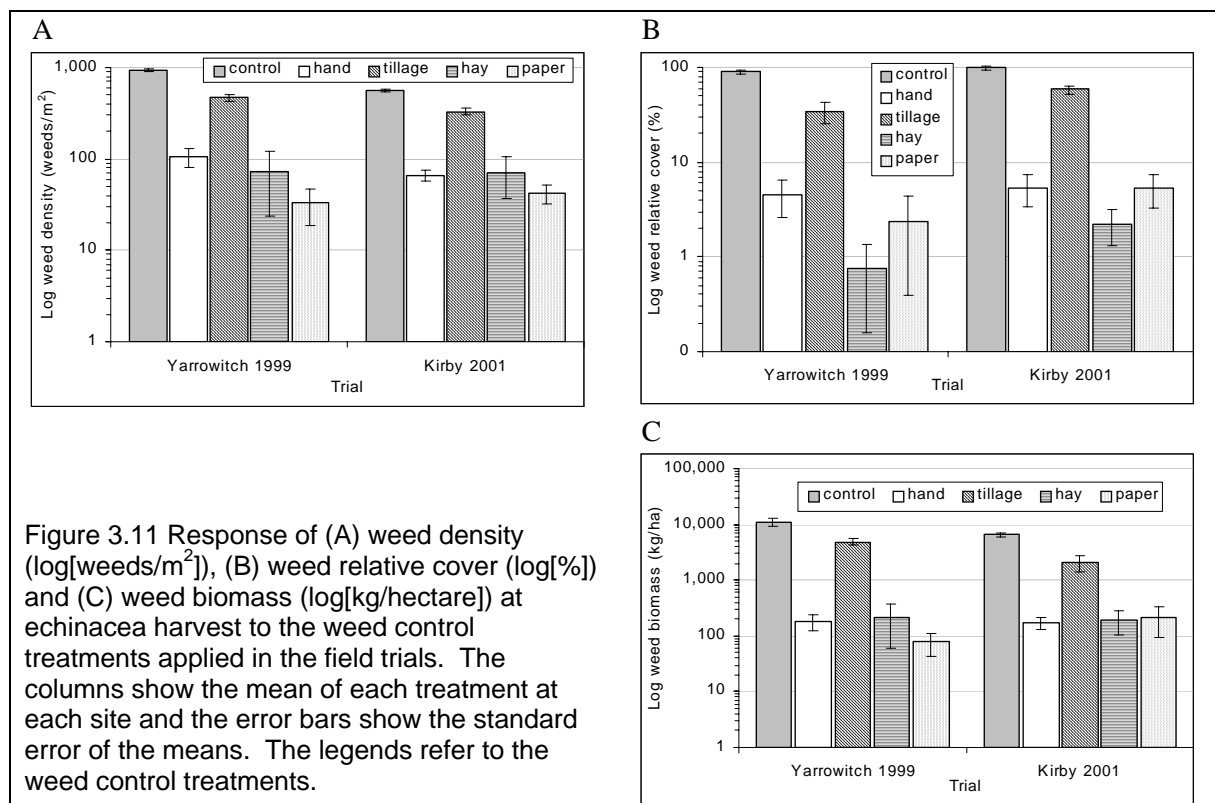 A
Log weed density (weeds/m2)
1,000
100
10
1
control hand tillage hay paper
Yarrowitch 1999 Kirby 2001
Trial
B
Log weed relative cover (%)
100
10
1
0
control
hand
tillage
hay
paper
Yarrowitch 1999 Kirby 2001
Trial
C
Log weed biomass (kg/ha)
100,000
10,000
1,000
100
10
1
control hand tillage hay paper
Yarrowitch 1999 Kirby 2001
Trial
Figure 3.11 Response of (A) weed density
(log[weeds/m2]), (B) weed relative cover (log[%])
and (C) weed biomass (log[kg/hectare]) at
echinacea harvest to the weed control
treatments applied in the field trials. The
columns show the mean of each treatment at
each site and the error bars show the standard
error of the means. The legends refer to the
weed control treatments.